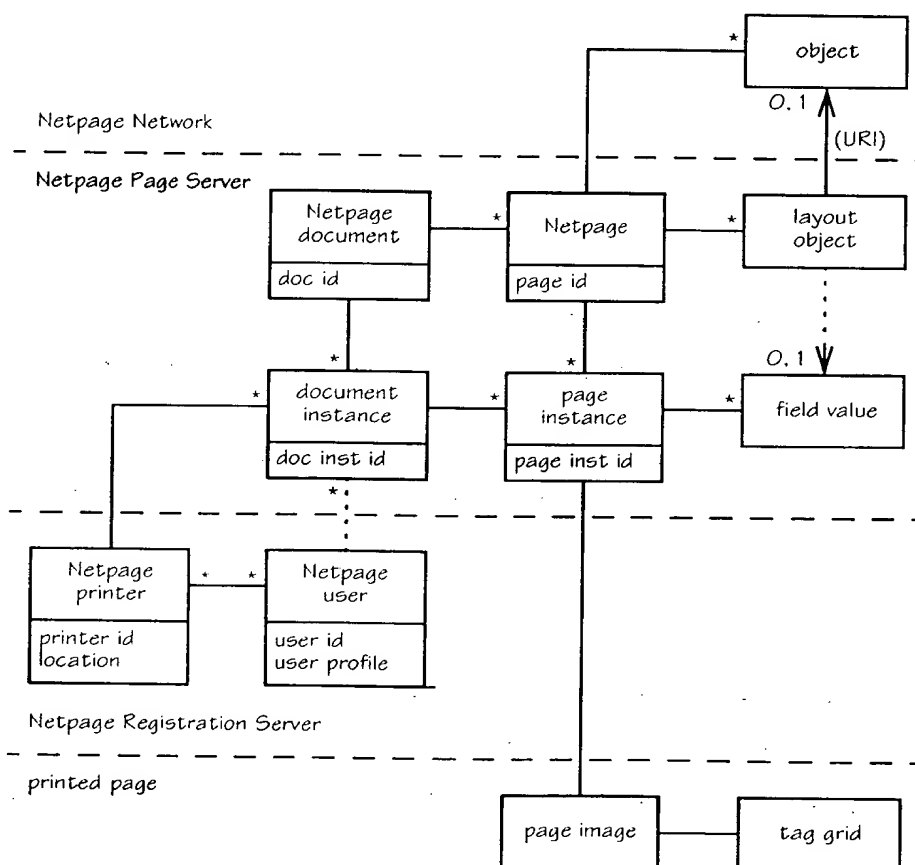 *
object
0.1
Netpage Network
(URI)
Netpage Page Server
Netpage
document
*
Netpage
*
layout
object
doc id
page id
*
*
0.1
*
document
instance
*
page
instance
*
field value
doc inst id
page inst id
*
Netpage
printer
*
*
Netpage
user
printer id
location
user id
user profile
Netpage Registration Server
printed page
page image
tag grid